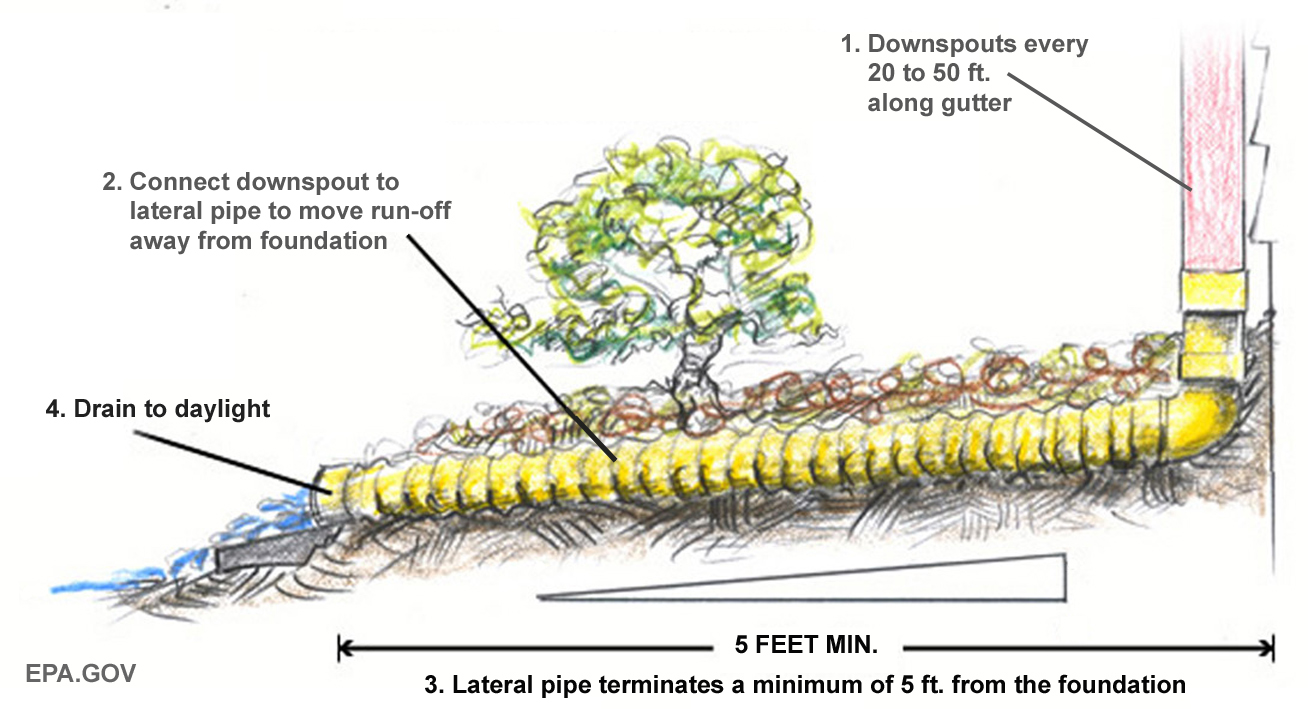 1. Downspouts every
20 to 50 ft.
along gutter
2. Connect downspout to
lateral pipe to move run-off
away from foundation
4. Drain to daylight
5 FEET MIN.
3. Lateral pipe terminates a minimum of 5 ft. from the foundation
EPA.GOV